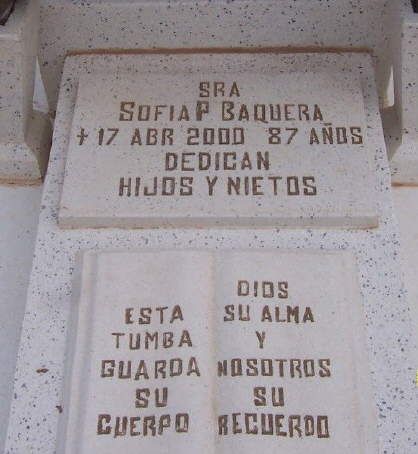 SRA
SOFIA P BAQUERA
✝ 17 ABR 2000 87 AÑOS
DEDICAN
HIJOS Y NIETOS
ESTA
TUMBA
GUARDA
SU
CUERPO
DIOS
SU ALMA
Y
NOSOTROS
SU
RECUERDO